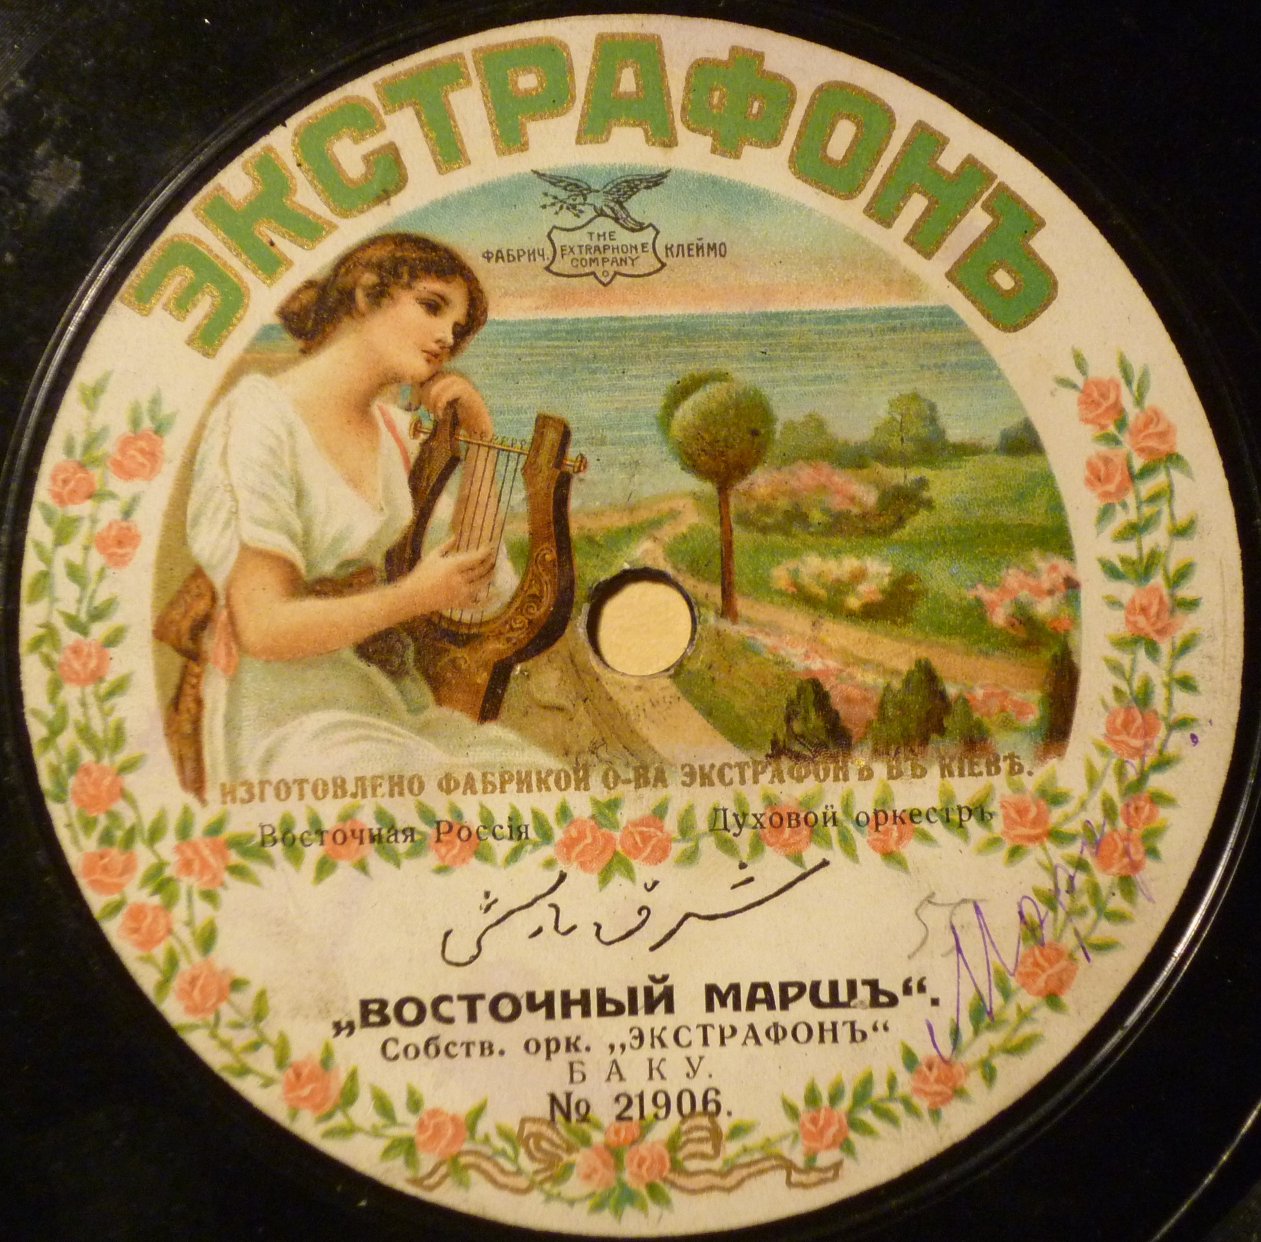 ЭКСТРАФОНЪ
ФАБРИЧ. THE EXTRAPHONE COMPANY КЛЕЙМО
ИЗГОТОВЛЕНО ФАБРИКОЙ О-ВА ЭКСТРАФОНЪ ВЪ КІЕВѢ.
Восточная Россія Духовой оркестръ
„ВОСТОЧНЫЙ МАРШЪ“.
Собств. орк. „ЭКСТРАФОНЪ“
БАКУ.
№ 21906.